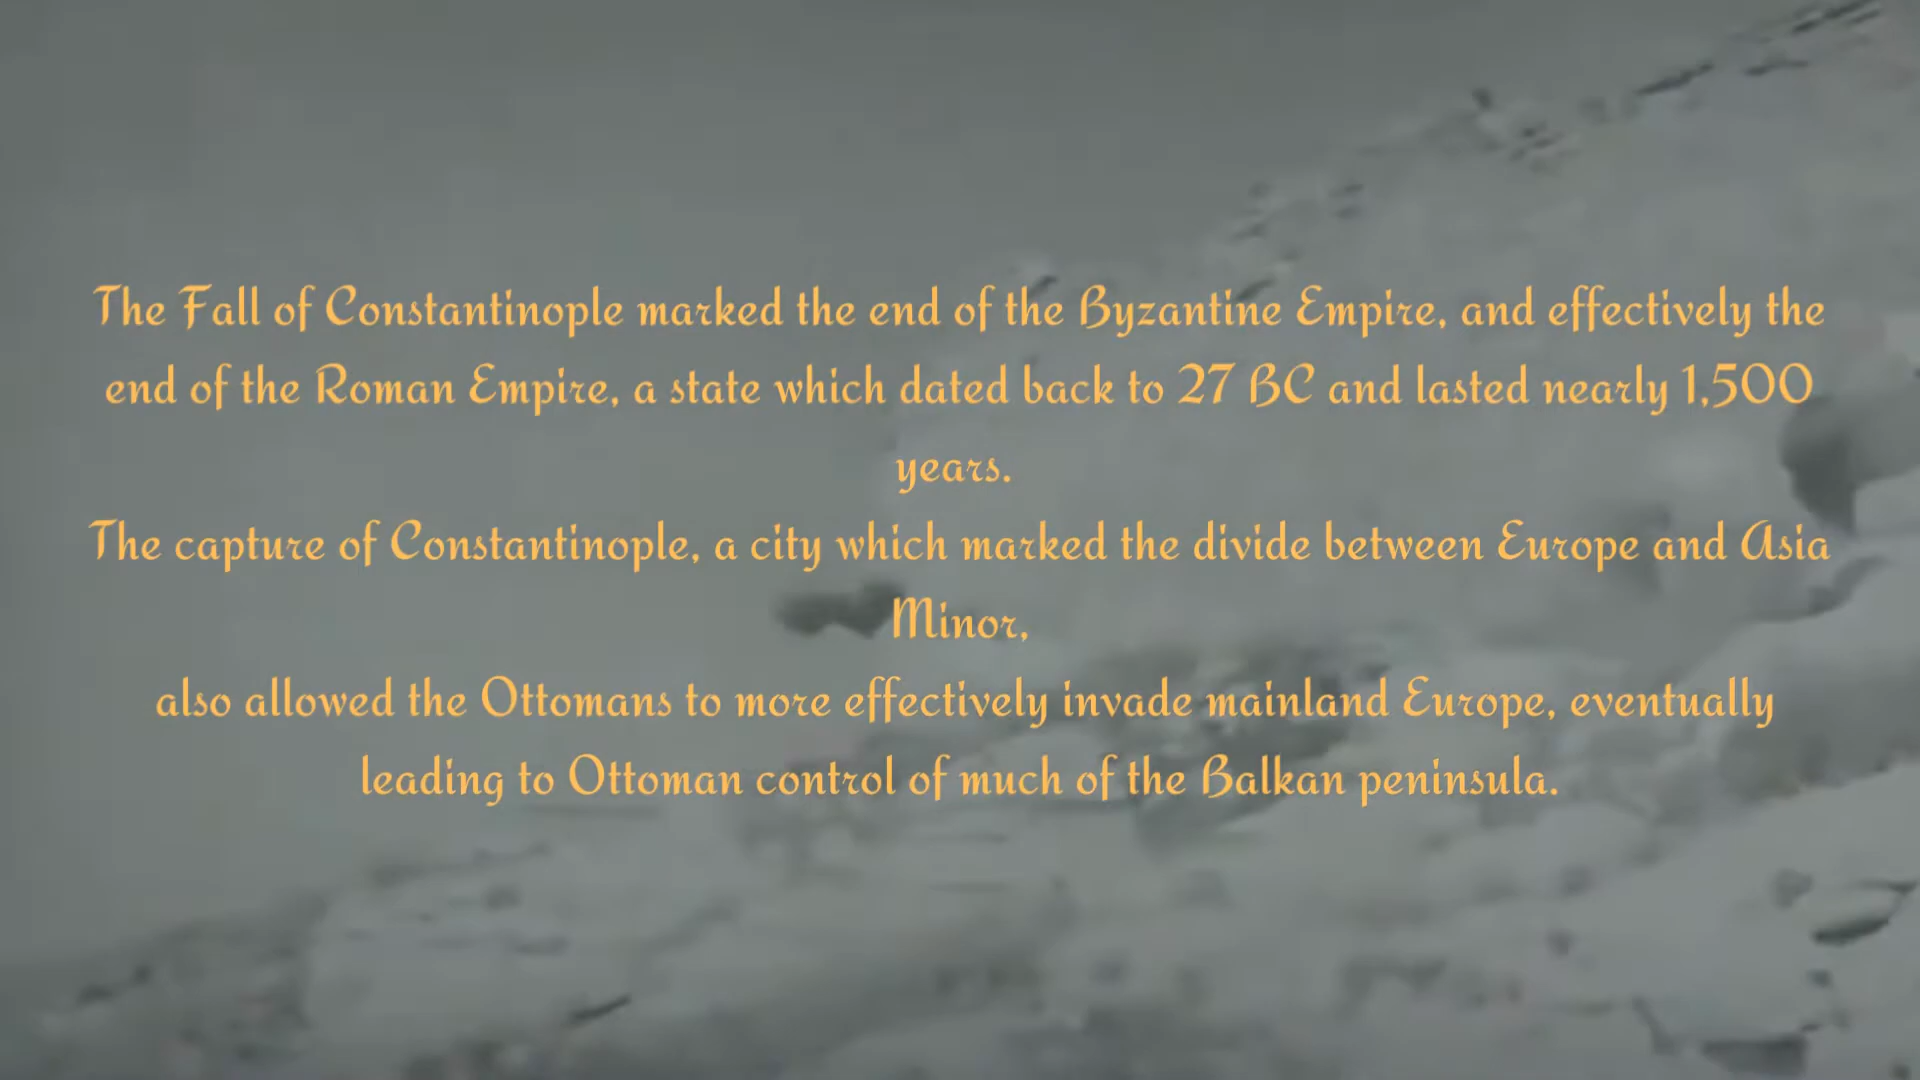 The Fall of Constantinople marked the end of the Byzantine Empire, and effectively the
end of the Roman Empire, a state which dated back to 27 BC and lasted nearly 1,500
years.
The capture of Constantinople, a city which marked the divide between Europe and Asia
Minor,
also allowed the Ottomans to more effectively invade mainland Europe, eventually
leading to Ottoman control of much of the Balkan peninsula.